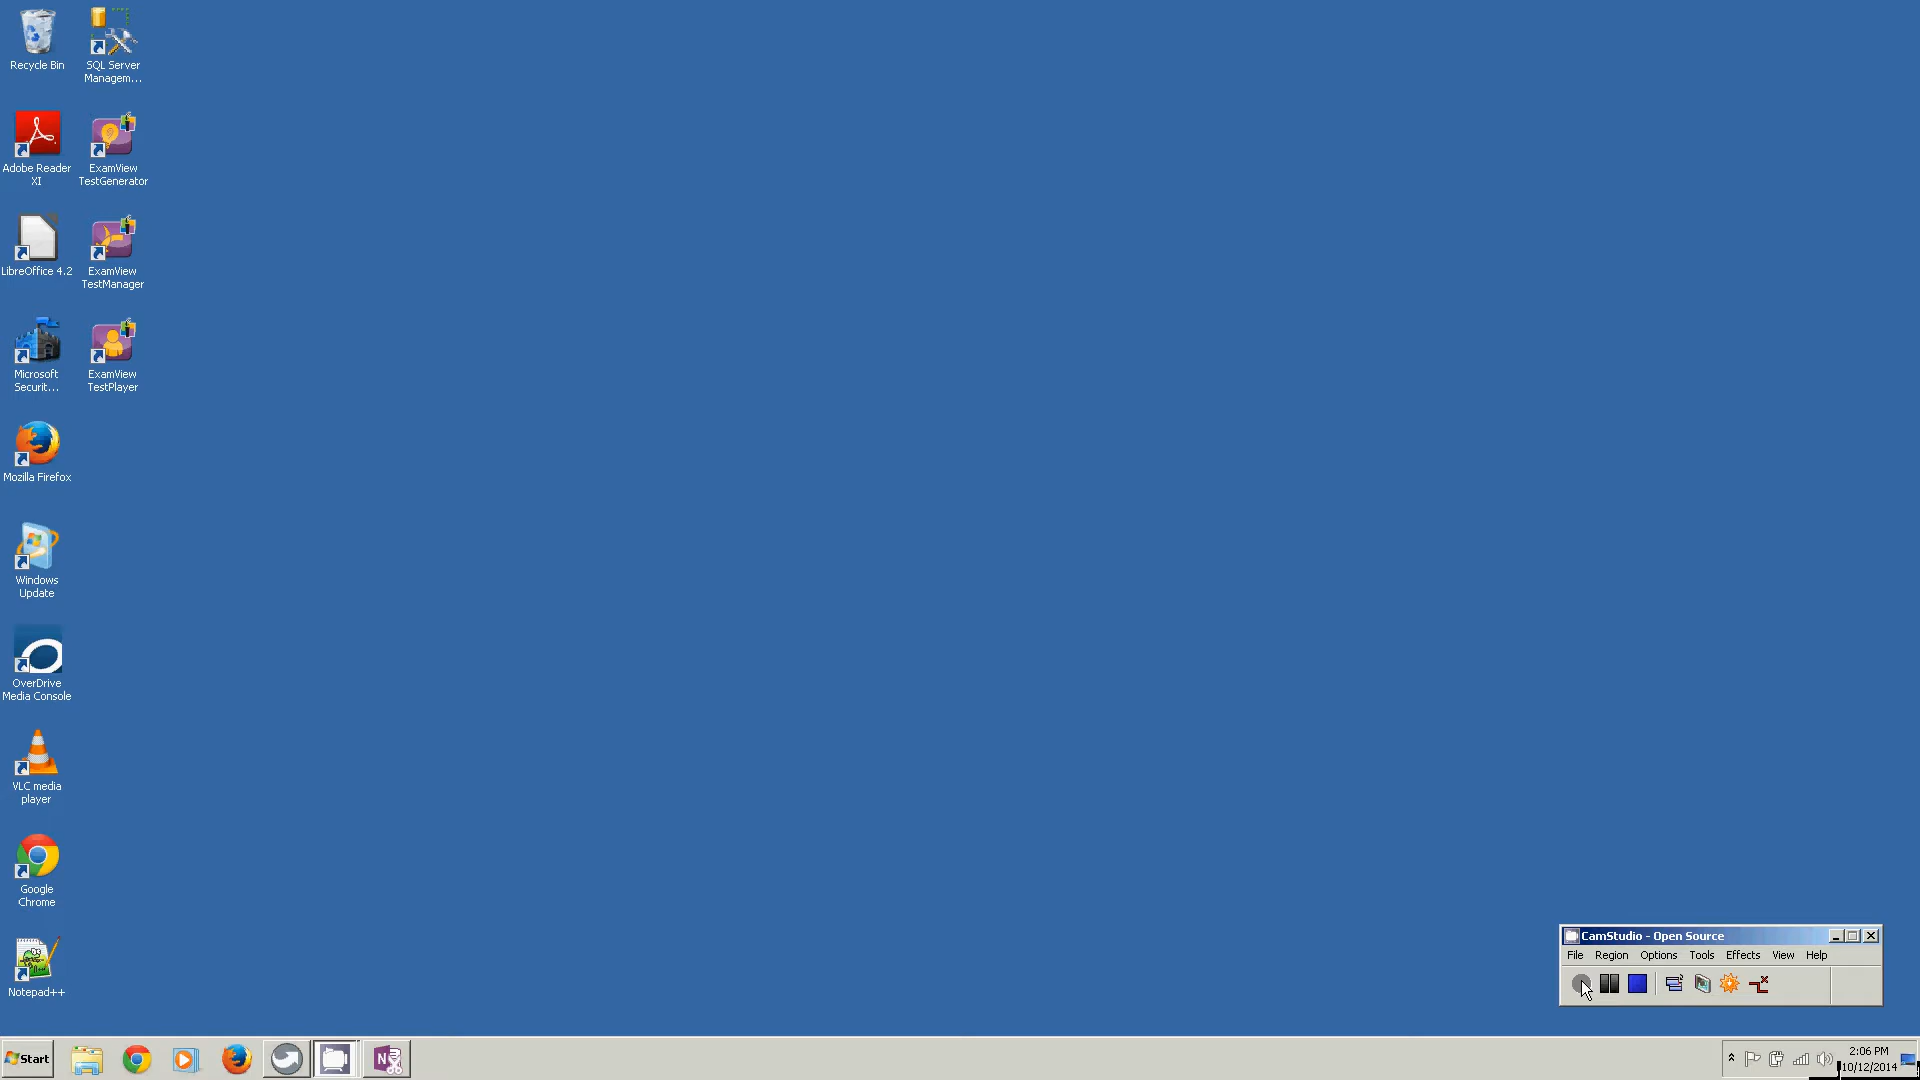 Recycle Bin
SQL Server
Managem...
Adobe Reader
XI
ExamView
TestGenerator
LibreOffice 4.2
ExamView
TestManager
Microsoft
Securit...
ExamView
TestPlayer
Mozilla Firefox
Windows
Update
OverDrive
Media Console
VLC media
player
Google
Chrome
Notepad++
CamStudio - Open Source
File Region Options Tools Effects View Help
Start
N
2:06 PM
10/12/2014